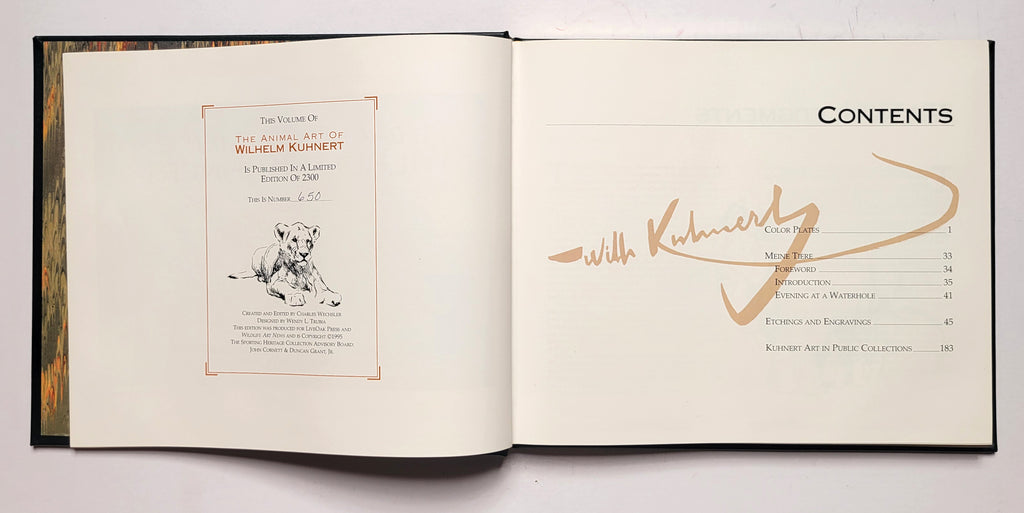 This Volume Of
The Animal Art Of
Wilhelm Kuhnert
Is Published In A Limited
Edition Of 2300
This Is Number 650
Created and Edited by Charles Wechsler
Designed by Wendy L. Trubia
This edition was produced for LiveOak Press and
Wildlife Art News and is Copyright ©1995
The Sporting Heritage Collection Advisory Board:
John Cornett & Duncan Grant, Jr.
Contents
Wilh Kuhnert
Color Plates 1
Meine Tiere 33
Foreword 34
Introduction 35
Evening at a Waterhole 41
Etchings and Engravings 45
Kuhnert Art in Public Collections 183